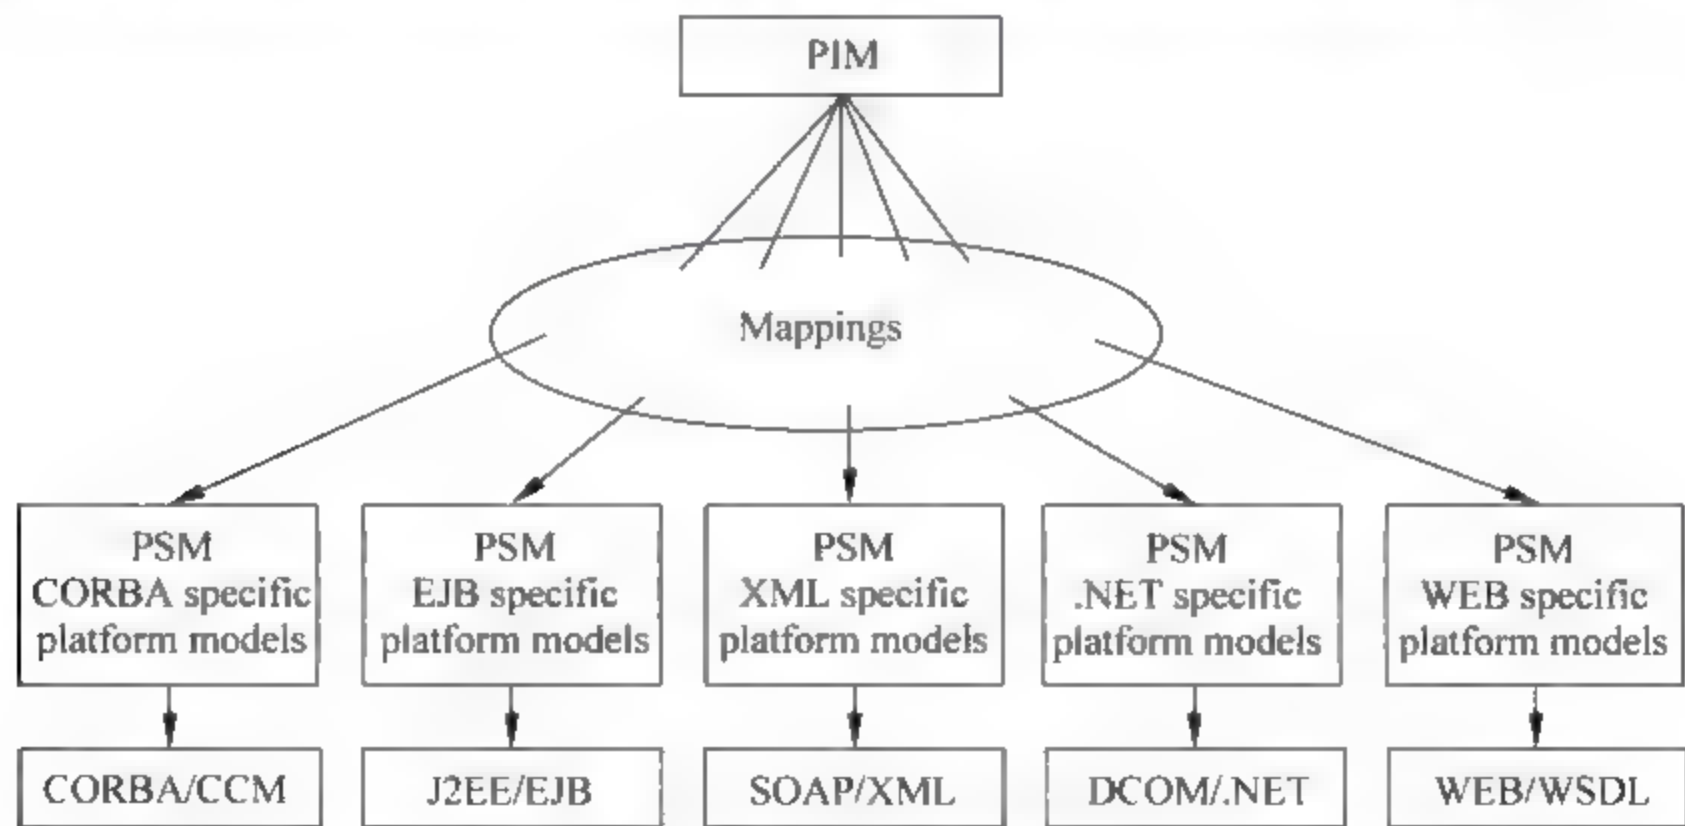 PIM
Mappings
PSM
CORBA specific
platform models
PSM
EJB specific
platform models
PSM
XML specific
platform models
PSM
.NET specific
platform models
PSM
WEB specific
platform models
CORBA/CCM
J2EE/EJB
SOAP/XML
DCOM/.NET
WEB/WSDL